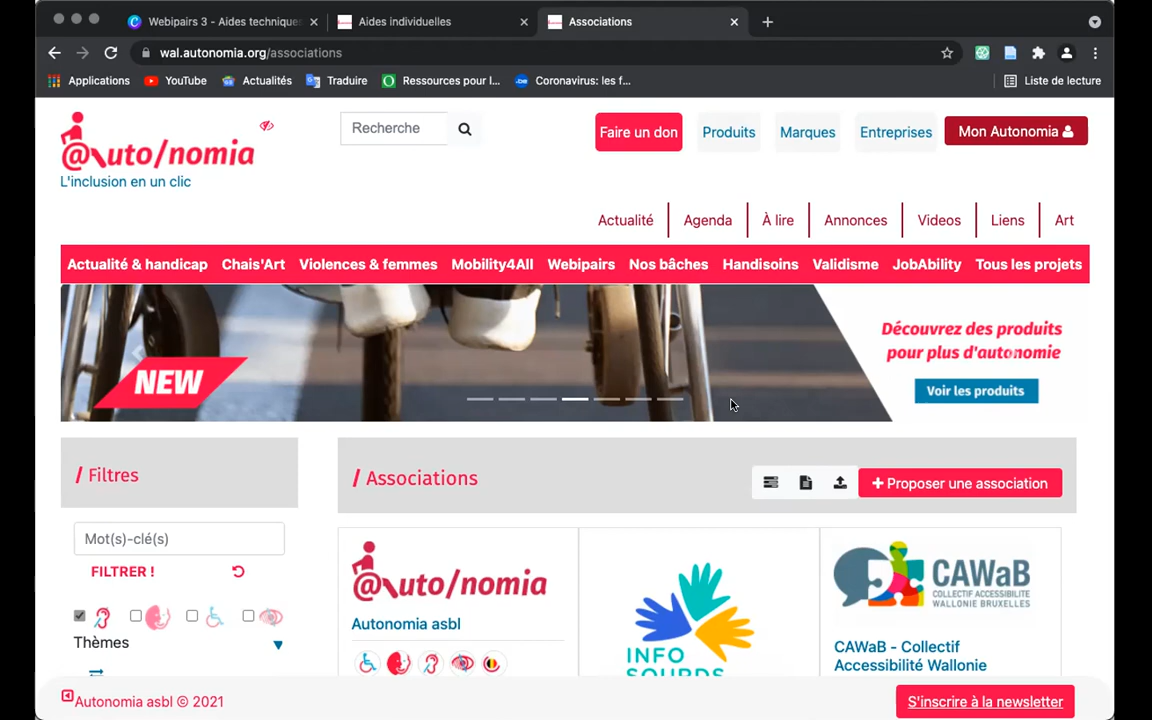 Webipairs 3 - Aides technique
Aides individuelles
Associations
wal.autonomia.org/associations
Applications
YouTube
Actualités
Traduire
Ressources pour l...
Coronavirus: les f...
Liste de lecture
@uto/nomia
L'inclusion en un clic
Recherche
Faire un don
Produits
Marques
Entreprises
Mon Autonomia
Actualité
Agenda
À lire
Annonces
Videos
Liens
Art
Actualité & handicap
Chais'Art
Violences & femmes
Mobility4All
Webipairs
Nos bâches
Handisoins
Validisme
JobAbility
Tous les projets
NEW
Découvrez des produits
pour plus d'autonomie
Voir les produits
/ Filtres
Mot(s)-clé(s)
FILTRER !
Thèmes
/ Associations
+ Proposer une association
@uto/nomia
Autonomia asbl
INFO
SOURDS
CAWaB
COLLECTIF ACCESSIBILITE
WALLONIE BRUXELLES
CAWaB - Collectif
Accessibilité Wallonie
Autonomia asbl © 2021
S'inscrire à la newsletter